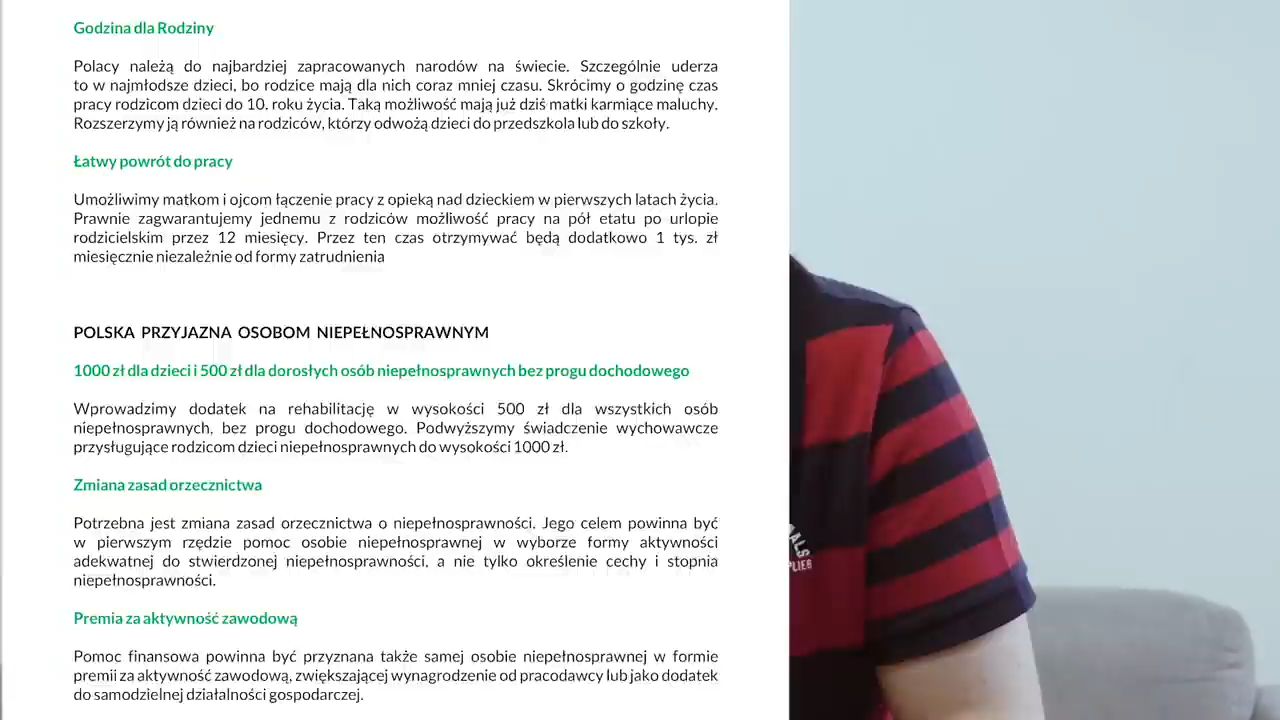 Godzina dla Rodziny
Polacy należą do najbardziej zapracowanych narodów na świecie. Szczególnie uderza
to w najmłodsze dzieci, bo rodzice mają dla nich coraz mniej czasu. Skrócimy o godzinę czas
pracy rodzicom dzieci do 10. roku życia. Taką możliwość mają już dziś matki karmiące maluchy.
Rozszerzymy ją również na rodziców, którzy odwożą dzieci do przedszkola lub do szkoły.
Łatwy powrót do pracy
Umożliwimy matkom i ojcom łączenie pracy z opieką nad dzieckiem w pierwszych latach życia.
Prawnie zagwarantujemy jednemu z rodziców możliwość pracy na pół etatu po urlopie
rodzicielskim przez 12 miesięcy. Przez ten czas otrzymywać będą dodatkowo 1 tys. zł
miesięcznie niezależnie od formy zatrudnienia
POLSKA PRZYJAZNA OSOBOM NIEPEŁNOSPRAWNYM
1000 zł dla dzieci i 500 zł dla dorosłych osób niepełnosprawnych bez progu dochodowego
Wprowadzimy dodatek na rehabilitację w wysokości 500 zł dla wszystkich osób
niepełnosprawnych, bez progu dochodowego. Podwyższymy świadczenie wychowawcze
przysługujące rodzicom dzieci niepełnosprawnych do wysokości 1000 zł.
Zmiana zasad orzecznictwa
Potrzebna jest zmiana zasad orzecznictwa o niepełnosprawności. Jego celem powinna być
w pierwszym rzędzie pomoc osobie niepełnosprawnej w wyborze formy aktywności
adekwatnej do stwierdzonej niepełnosprawności, a nie tylko określenie cechy i stopnia
niepełnosprawności.
Premia za aktywność zawodową
Pomoc finansowa powinna być przyznana także samej osobie niepełnosprawnej w formie
premii za aktywność zawodową, zwiększającej wynagrodzenie od pracodawcy lub jako dodatek
do samodzielnej działalności gospodarczej.